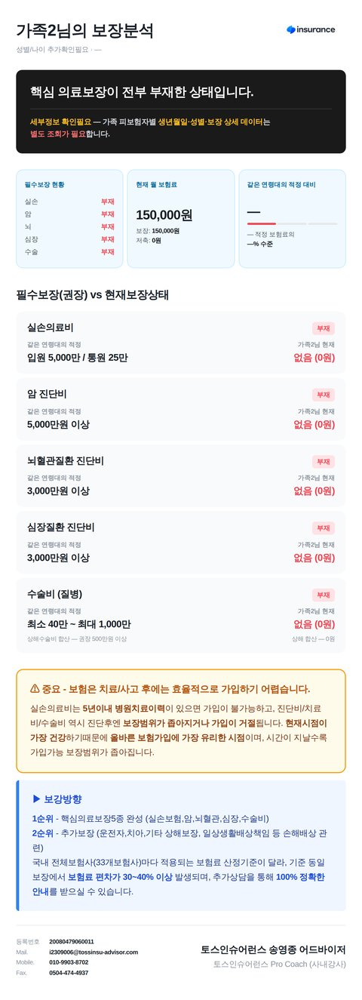 가족2님의 보장분석
insurance
성별/나이 추가확인필요 · —
핵심 의료보장이 전부 부재한 상태입니다.
세부정보 확인필요 — 가족 피보험자별 생년월일·성별·보장 상세 데이터는
별도 조회가 필요합니다.
필수보장 현황
실손 부재
암 부재
뇌 부재
심장 부재
수술 부재
현재 월 보험료
150,000원
보장: 150,000원
저축: 0원
같은 연령대의 적정 대비
—
— 적정 보험료의
—% 수준
필수보장(권장) vs 현재보장상태
실손의료비 부재
같은 연령대의 적정 가족2님 현재
입원 5,000만 / 통원 25만 없음 (0원)
암 진단비 부재
같은 연령대의 적정 가족2님 현재
5,000만원 이상 없음 (0원)
뇌혈관질환 진단비 부재
같은 연령대의 적정 가족2님 현재
3,000만원 이상 없음 (0원)
심장질환 진단비 부재
같은 연령대의 적정 가족2님 현재
3,000만원 이상 없음 (0원)
수술비 (질병) 부재
같은 연령대의 적정 가족2님 현재
최소 40만 ~ 최대 1,000만 없음 (0원)
상해수술비 합산 — 권장 500만원 이상 상해 합산 — 0원
⚠ 중요 - 보험은 치료/사고 후에는 효율적으로 가입하기 어렵습니다.
실손의료비는 5년이내 병원치료이력이 있으면 가입이 불가능하고, 진단비/치료
비/수술비 역시 진단후엔 보장범위가 좁아지거나 가입이 거절됩니다. 현재시점이
가장 건강하기때문에 올바른 보험가입에 가장 유리한 시점이며, 시간이 지날수록
가입가능 보장범위가 좁아집니다.
▶ 보강방향
1순위 - 핵심의료보장5종 완성 (실손보험,암,뇌혈관,심장,수술비)
2순위 - 추가보장 (운전자,치아,기타 상해보장, 일상생활배상책임 등 손해배상 관
련)
국내 전체보험사(33개보험사)마다 적용되는 보험료 산정기준이 달라, 기준 동일
보장에서 보험료 편차가 30~40% 이상 발생되며, 추가상담을 통해 100% 정확한
안내를 받으실 수 있습니다.
등록번호 20080479060011
Mail. i2309006@tossinsu-advisor.com
Mobile. 010-9903-8702
Fax. 0504-474-4937
토스인슈어런스 송영종 어드바이저
토스인슈어런스 Pro Coach (사내강사)